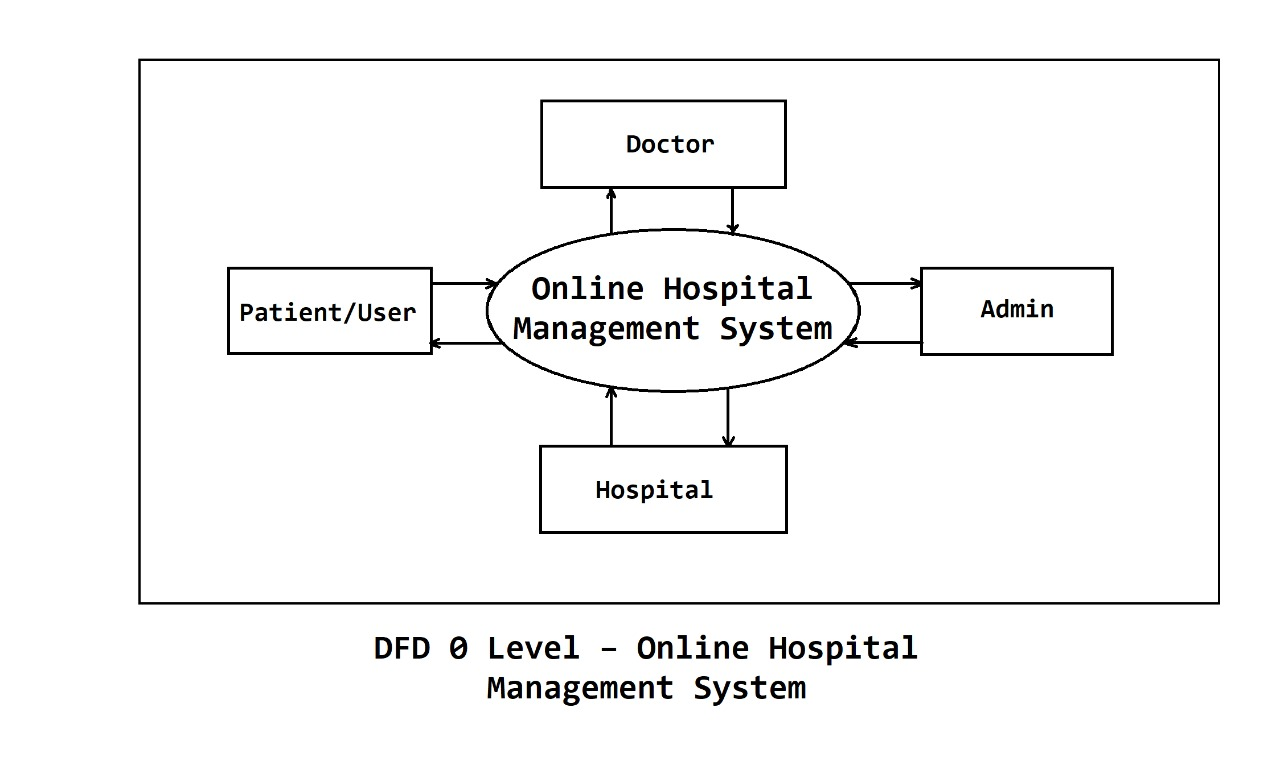 Doctor
Online Hospital
Management System
Patient/User
Admin
Hospital
DFD 0 Level – Online Hospital
Management System